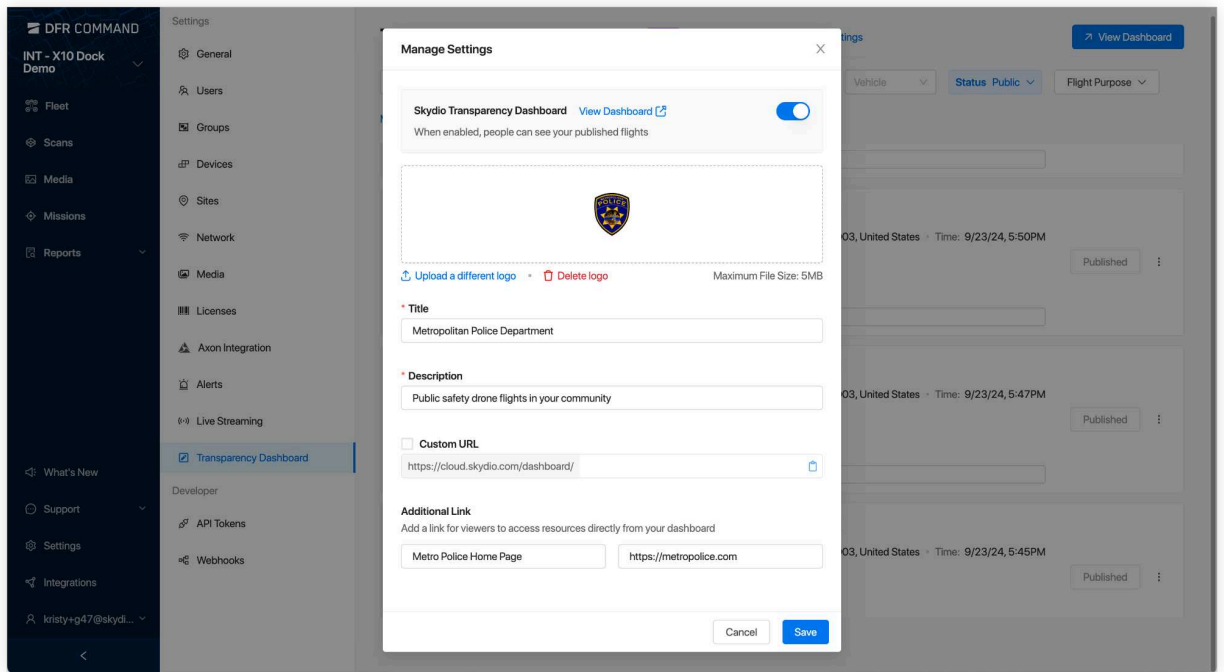 DFR COMMAND
INT - X10 Dock
Demo
Fleet
Scans
Media
Missions
Reports
What's New
Support
Settings
Integrations
kristy+g47@skydi...
Settings
General
Users
Groups
Devices
Sites
Network
Media
Licenses
Axon Integration
Alerts
Live Streaming
Transparency Dashboard
Developer
API Tokens
Webhooks
Manage Settings
Skydio Transparency Dashboard View Dashboard
When enabled, people can see your published flights
POLICE
Upload a different logo • Delete logo Maximum File Size: 5MB
* Title
Metropolitan Police Department
* Description
Public safety drone flights in your community
Custom URL
https://cloud.skydio.com/dashboard/
Additional Link
Add a link for viewers to access resources directly from your dashboard
Metro Police Home Page https://metropolice.com
Cancel Save
View Dashboard
Vehicle Status Public Flight Purpose
03, United States • Time: 9/23/24, 5:50PM
Published
03, United States • Time: 9/23/24, 5:47PM
Published
03, United States • Time: 9/23/24, 5:45PM
Published